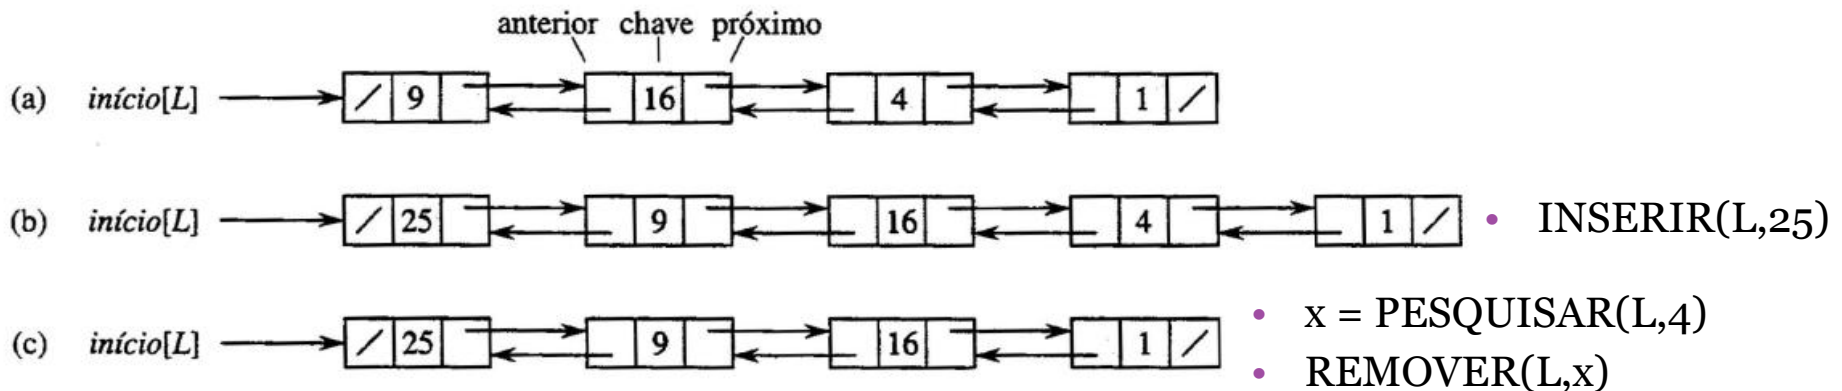 anterior chave próximo
(a) início[L] / 9 16 4 1 /
(b) início[L] / 25 9 16 4 1 / • INSERIR(L,25)
(c) início[L] / 25 9 16 1 /
• x = PESQUISAR(L,4)
• REMOVER(L,x)